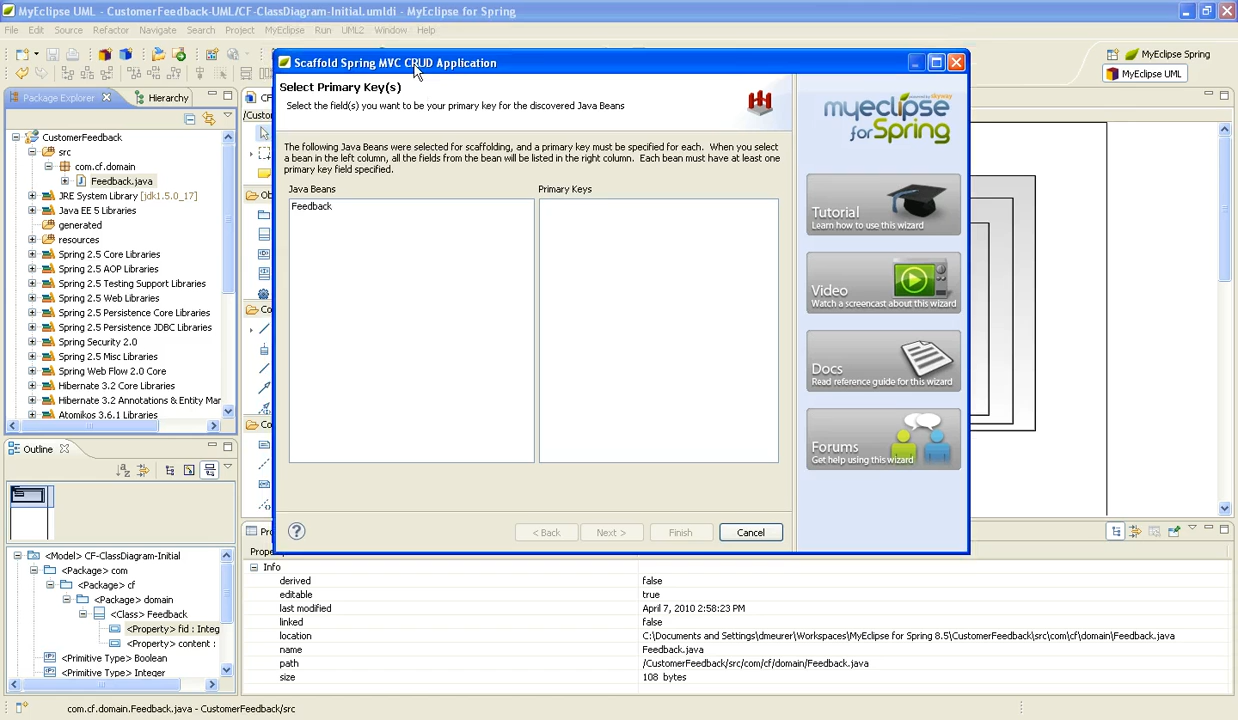 MyEclipse UML - CustomerFeedback-UML/CF-ClassDiagram-Initial.umldi - MyEclipse for Spring
File Edit Source Refactor Navigate Search Project MyEclipse Run UML2 Window Help
MyEclipse Spring
MyEclipse UML
Package Explorer
Hierarchy
CustomerFeedback
src
com.cf.domain
Feedback.java
JRE System Library [jdk1.5.0_17]
Java EE 5 Libraries
generated
resources
Spring 2.5 Core Libraries
Spring 2.5 AOP Libraries
Spring 2.5 Testing Support Libraries
Spring 2.5 Web Libraries
Spring 2.5 Persistence Core Libraries
Spring 2.5 Persistence JDBC Libraries
Spring Security 2.0
Spring 2.5 Misc Libraries
Spring Web Flow 2.0 Core
Hibernate 3.2 Core Libraries
Hibernate 3.2 Annotations & Entity Mar
Atomikos 3.6.1 Libraries
Outline
<Model> CF-ClassDiagram-Initial
<Package> com
<Package> cf
<Package> domain
<Class> Feedback
<Property> fid : Integ
<Property> content :
<Primitive Type> Boolean
<Primitive Type> Integer
CF
/Custome
Ob
Co
Co
Scaffold Spring MVC CRUD Application
Select Primary Key(s)
Select the field(s) you want to be your primary key for the discovered Java Beans
The following Java Beans were selected for scaffolding, and a primary key must be specified for each. When you select
a bean in the left column, all the fields from the bean will be listed in the right column. Each bean must have at least one
primary key field specified.
Java Beans
Primary Keys
Feedback
< Back
Next >
Finish
Cancel
myeclipse
for Spring
Tutorial
Learn how to use this wizard
Video
Watch a screencast about this wizard
Docs
Read reference guide for this wizard
Forums
Get help using this wizard
Pro
Property
Info
derived false
editable true
last modified April 7, 2010 2:58:23 PM
linked false
location C:\Documents and Settings\dmeurer\Workspaces\MyEclipse for Spring 8.5\CustomerFeedback\src\com\cf\domain\Feedback.java
name Feedback.java
path /CustomerFeedback/src/com/cf/domain/Feedback.java
size 108 bytes
com.cf.domain.Feedback.java - CustomerFeedback/src